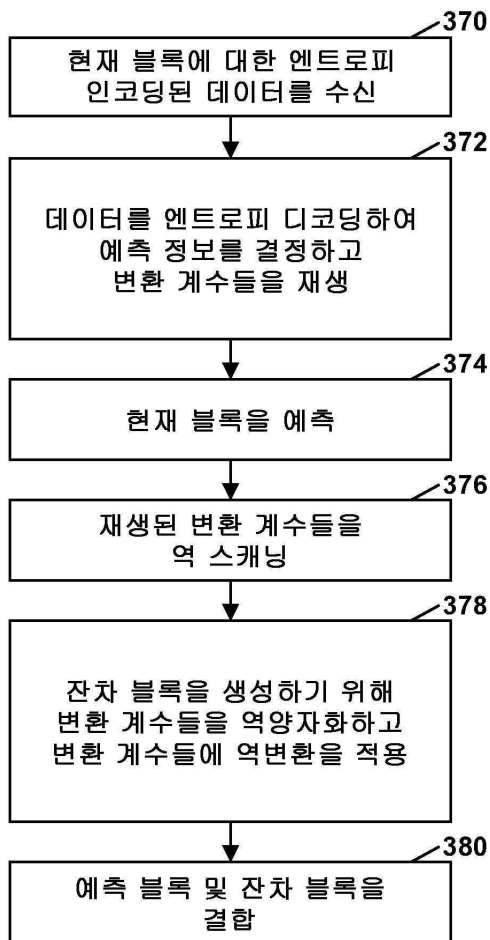 370
현재 블록에 대한 엔트로피
인코딩된 데이터를 수신
372
데이터를 엔트로피 디코딩하여
예측 정보를 결정하고
변환 계수들을 재생
374
현재 블록을 예측
376
재생된 변환 계수들을
역 스캐닝
378
잔차 블록을 생성하기 위해
변환 계수들을 역양자화하고
변환 계수들에 역변환을 적용
380
예측 블록 및 잔차 블록을
결합